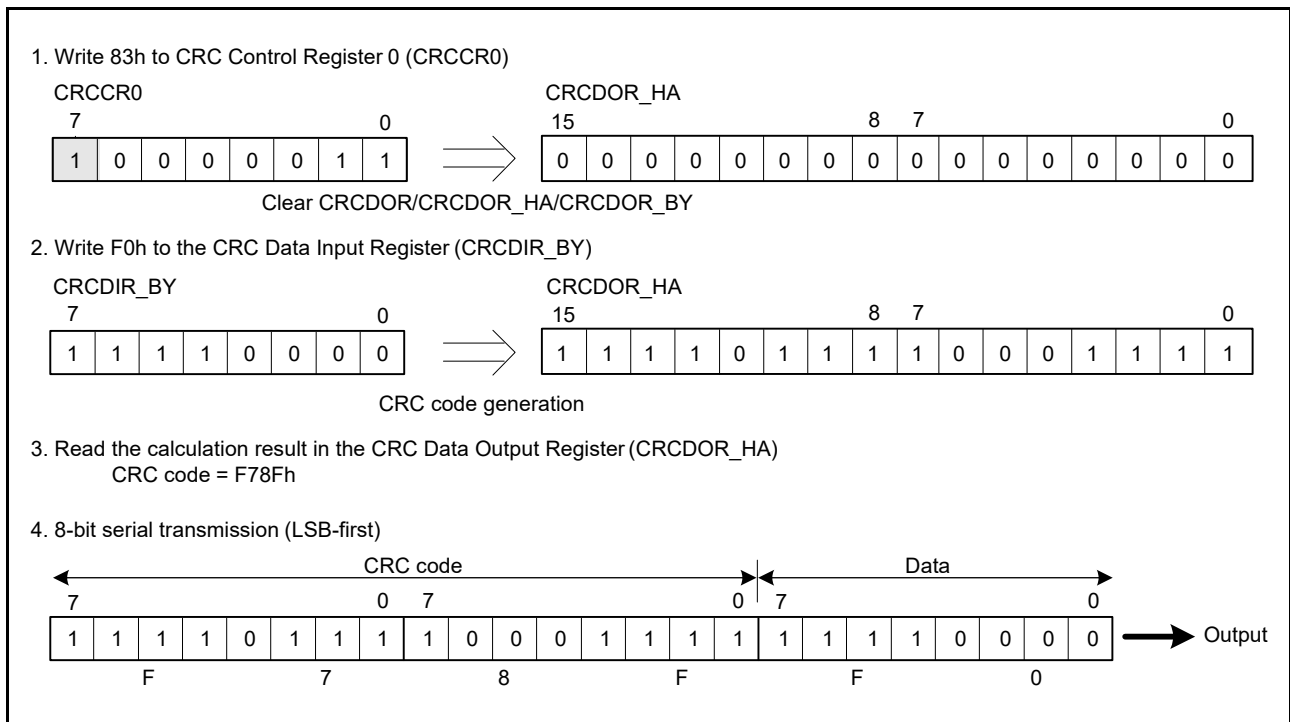 1. Write 83h to CRC Control Register 0 (CRCCR0)
CRCCR0 CRCDOR_HA
7 0 15 8 7 0
1 0 0 0 0 0 1 1 0 0 0 0 0 0 0 0 0 0 0 0 0 0 0 0
Clear CRCDOR/CRCDOR_HA/CRCDOR_BY
2. Write F0h to the CRC Data Input Register (CRCDIR_BY)
CRCDIR_BY CRCDOR_HA
7 0 15 8 7 0
1 1 1 1 0 0 0 0 1 1 1 1 0 1 1 1 1 0 0 0 1 1 1 1
CRC code generation
3. Read the calculation result in the CRC Data Output Register (CRCDOR_HA)
CRC code = F78Fh
4. 8-bit serial transmission (LSB-first)
CRC code Data
7 0 7 0 7 0
1 1 1 1 0 1 1 1 1 0 0 0 1 1 1 1 1 1 1 1 0 0 0 0 Output
F 7 8 F F 0